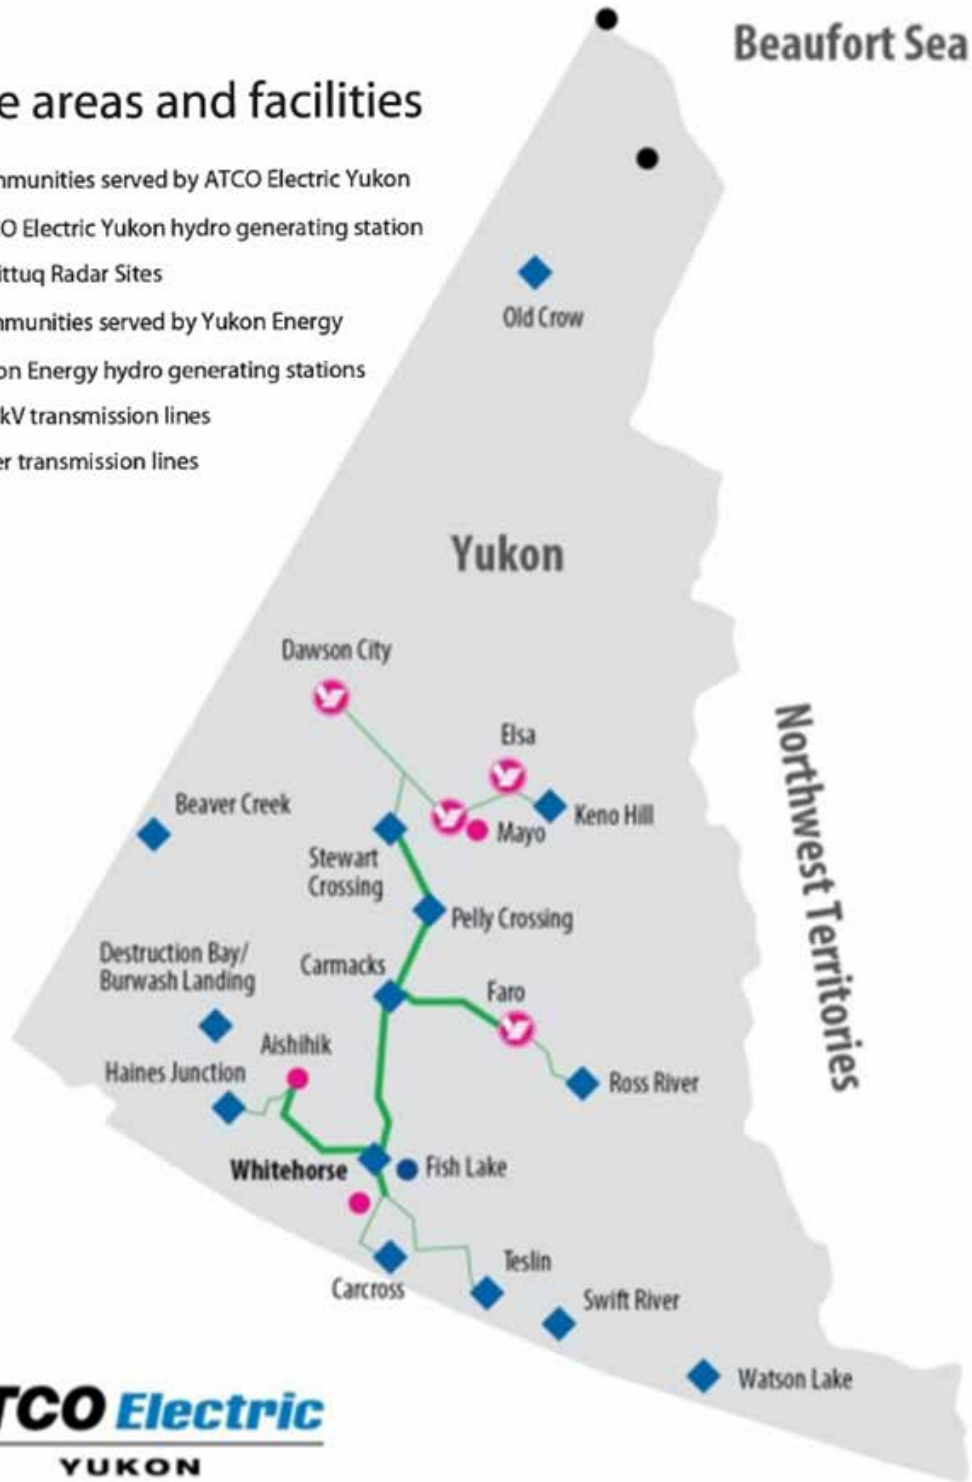 Beaufort Sea
e areas and facilities
mmunities served by ATCO Electric Yukon
O Electric Yukon hydro generating station
ittuq Radar Sites
mmunities served by Yukon Energy
on Energy hydro generating stations
kV transmission lines
er transmission lines
Old Crow
Yukon
Dawson City
Elsa
Beaver Creek
Keno Hill
Mayo
Stewart
Crossing
Pelly Crossing
Northwest Territories
Destruction Bay/
Burwash Landing
Carmacks
Faro
Aishihik
Haines Junction
Ross River
Whitehorse
Fish Lake
Teslin
Carcross
Swift River
Watson Lake
TCO Electric
YUKON